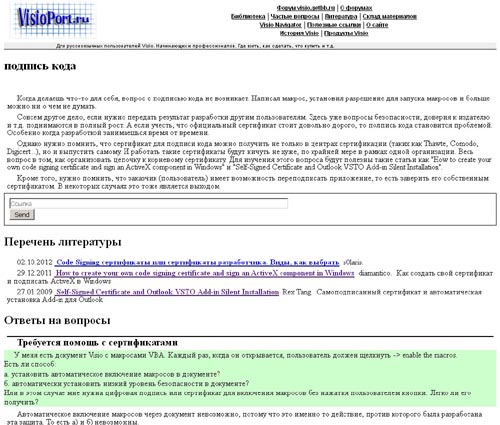 VisioPort.ru
Форум visio.getbb.ru | О форумах
Библиотека | Частые вопросы | Литература | Склад материалов
Visio Navigator | Полезные ссылки | О сайте
История Visio | Продукты Visio
Для русскоязычных пользователей Visio. Начинающих и профессионалов. Где взять, как сделать, что купить и т.д.
подпись кода
Когда делаешь что-то для себя, вопрос с подписью кода не возникает. Написал макрос, установил разрешение для запуска макросов и больше
можно ни о чем не думать.
Совсем другое дело, если нужно передать результат разработки другим пользователям. Здесь уже вопросы безопасности, доверия к издателю
и т.д. поднимаются в полный рост. А если учесть, что официальный сертификат стоит довольно дорого, то подпись кода становится проблемой.
Особенно когда разработкой занимаешься время от времени.
Однако нужно помнить, что сертификат для подписи кода можно получить не только в центрах сертификации (таких как Thawte, Comodo,
Digicert...), но и выпустить самому. И работать такие сертификаты будут ничуть не хуже, по крайней мере в рамках одной организации. Весь
вопрос в том, как организовать цепочку к корневому сертификату. Для изучения этого вопроса будут полезны такие статьи как "How to create your
own code signing certificate and sign an ActiveX component in Windows" и "Self-Signed Certificate and Outlook VSTO Add-in Silent Installation".
Кроме того, нужно помнить, что заказчик (пользователь) имеет возможность переподписать приложение, то есть заверить его собственным
сертификатом. В некоторых случаях это тоже является выходом
Ссылка
Send
Перечень литературы
02.10.2012 Code Signing сертификаты или сертификаты разработчика. Виды, как выбрать
29.12.2011 How to create your own code signing certificate and sign an ActiveX component in Windows diamantico. Как создать свой сертификат
и подписать ActiveX в Windows
27.01.2009 Self-Signed Certificate and Outlook VSTO Add-in Silent Installation Rex Tang. Самоподписанный сертификат и автоматическая
установка Add-in для Outlook
Ответы на вопросы
Требуется помощь с сертификатами
У меня есть документ Visio с макросами VBA. Каждый раз, когда он открывается, пользователь должен щелкнуть -> enable the macros.
Есть ли способ:
а. установить автоматическое включение макросов в документе?
б. автоматически установить низкий уровень безопасности в документе?
Или в этом случае мне нужна цифровая подпись или сертификат для включения макросов без нажатия пользователем кнопки. Легко ли его
получить?
Автоматическое включение макросов через документ невозможно, потому что это именно то действие, против которого была разработана
эта защита. То есть а) и б) невозможны.